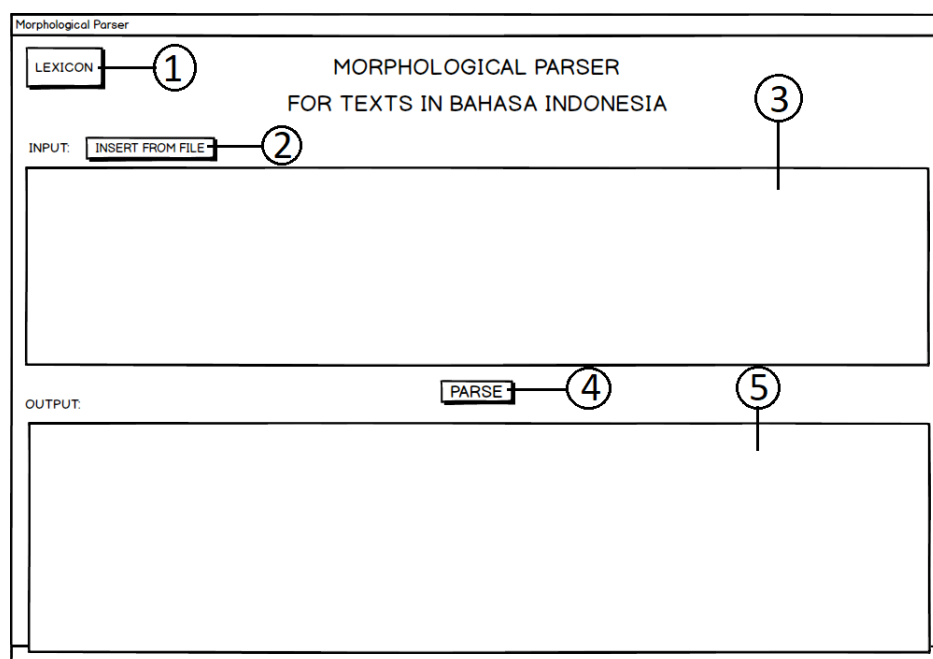 Morphological Parser
LEXICON
1
MORPHOLOGICAL PARSER
FOR TEXTS IN BAHASA INDONESIA
3
INPUT:
INSERT FROM FILE
2
PARSE
4
5
OUTPUT: